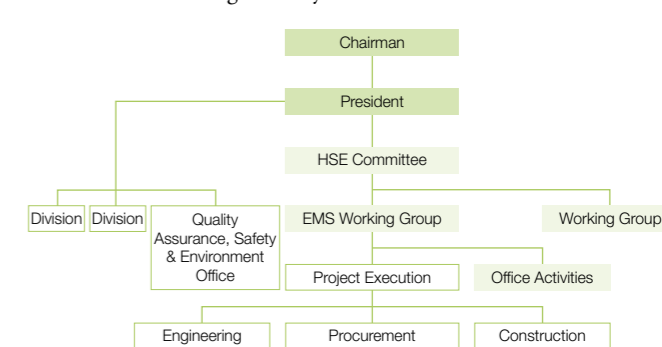 Chairman
President
HSE Committee
Division
Division
Quality
Assurance, Safety
& Environment
Office
EMS Working Group
Working Group
Project Execution
Office Activities
Engineering
Procurement
Construction